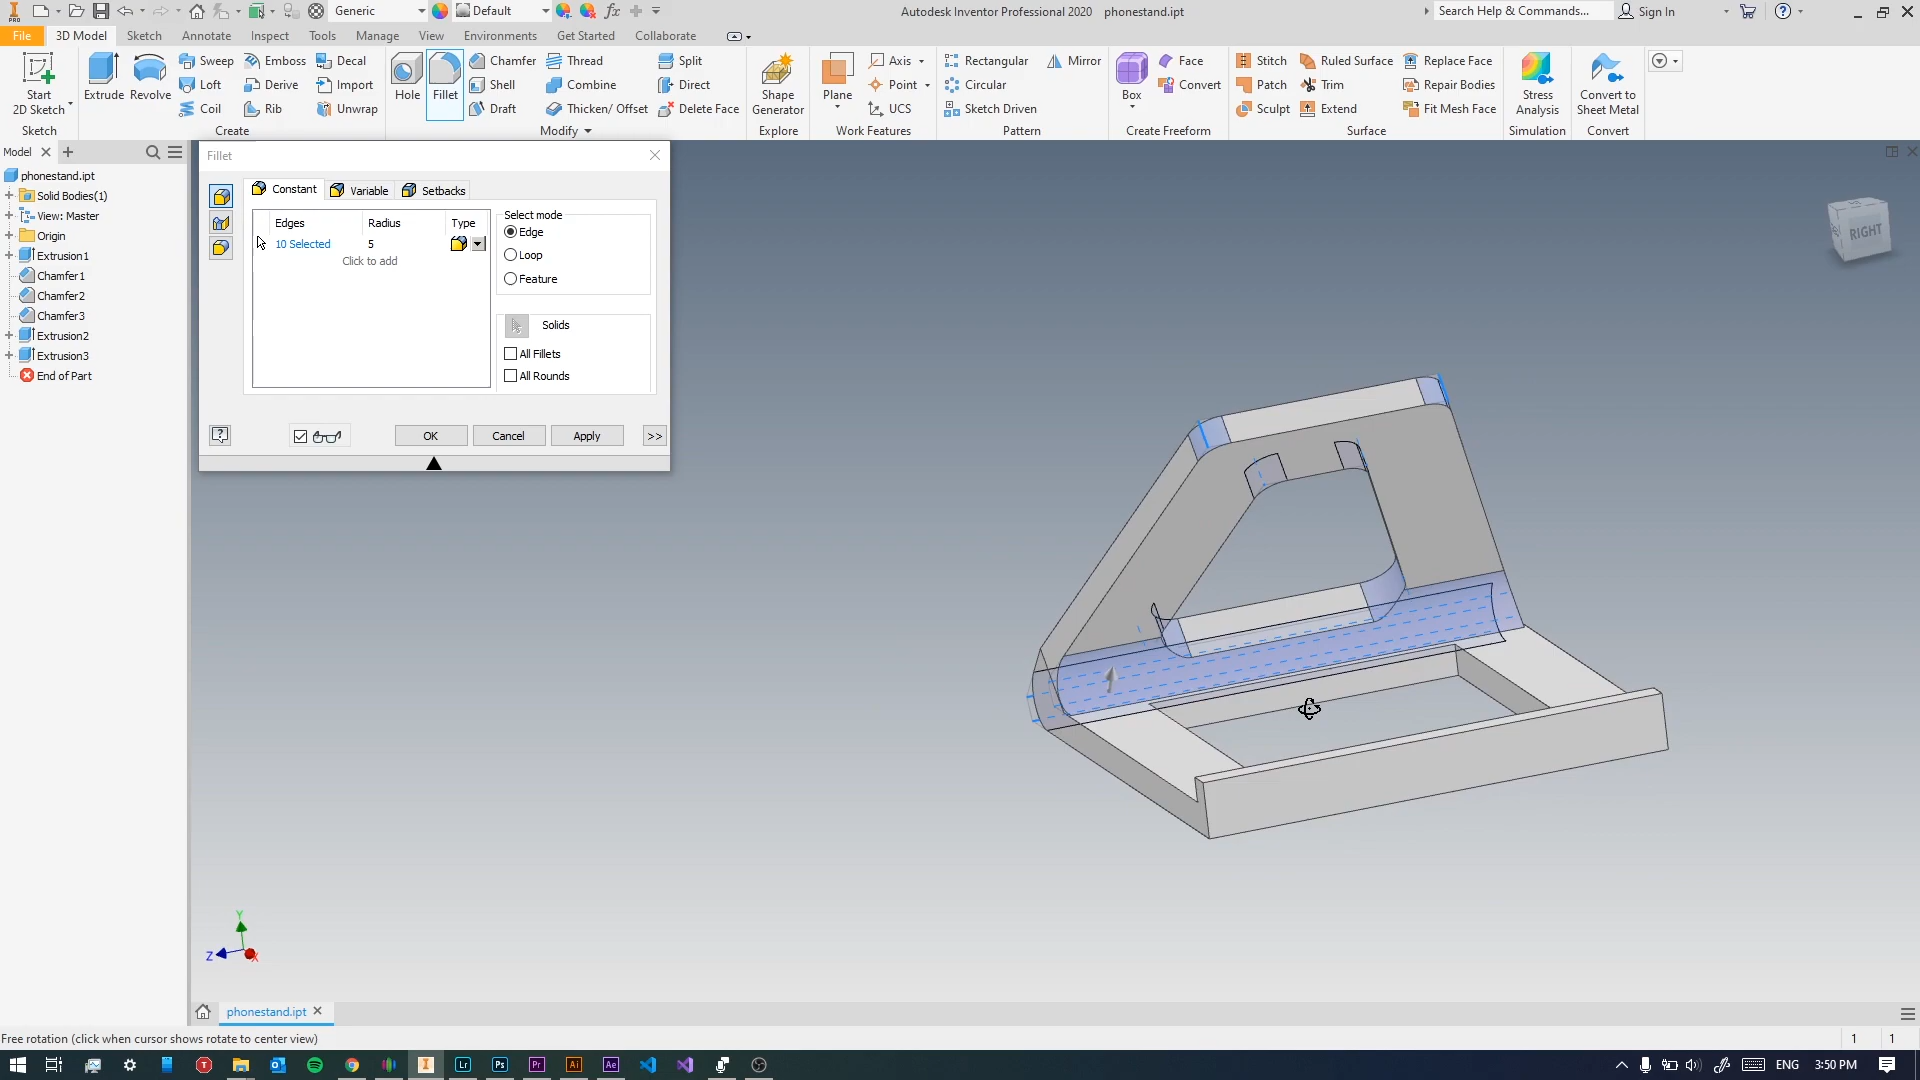 Generic
Default
Autodesk Inventor Professional 2020 phonestand.ipt
Search Help & Commands...
Sign In
PRO
File 3D Model Sketch Annotate Inspect Tools Manage View Environments Get Started Collaborate
Start
2D Sketch
Sketch
Extrude
Revolve
Sweep
Loft
Coil
Emboss
Derive
Rib
Decal
Import
Unwrap
Create
Hole
Fillet
Chamfer
Shell
Draft
Thread
Combine
Thicken/ Offset
Split
Direct
Delete Face
Modify
Shape
Generator
Explore
Plane
Axis
Point
UCS
Work Features
Rectangular
Circular
Sketch Driven
Mirror
Pattern
Box
Face
Convert
Create Freeform
Stitch
Patch
Sculpt
Ruled Surface
Trim
Extend
Replace Face
Repair Bodies
Fit Mesh Face
Surface
Stress
Analysis
Simulation
Convert to
Sheet Metal
Convert
Model
phonestand.ipt
Solid Bodies(1)
View: Master
Origin
Extrusion1
Chamfer1
Chamfer2
Chamfer3
Extrusion2
Extrusion3
End of Part
Fillet
Constant Variable Setbacks
Edges Radius Type
10 Selected 5
Click to add
Select mode
Edge
Loop
Feature
Solids
All Fillets
All Rounds
OK Cancel Apply >>
RIGHT
Y
Z
X
phonestand.ipt
Free rotation (click when cursor shows rotate to center view)
1 1
Lr Ps Pr Ai Ae
ENG 3:50 PM